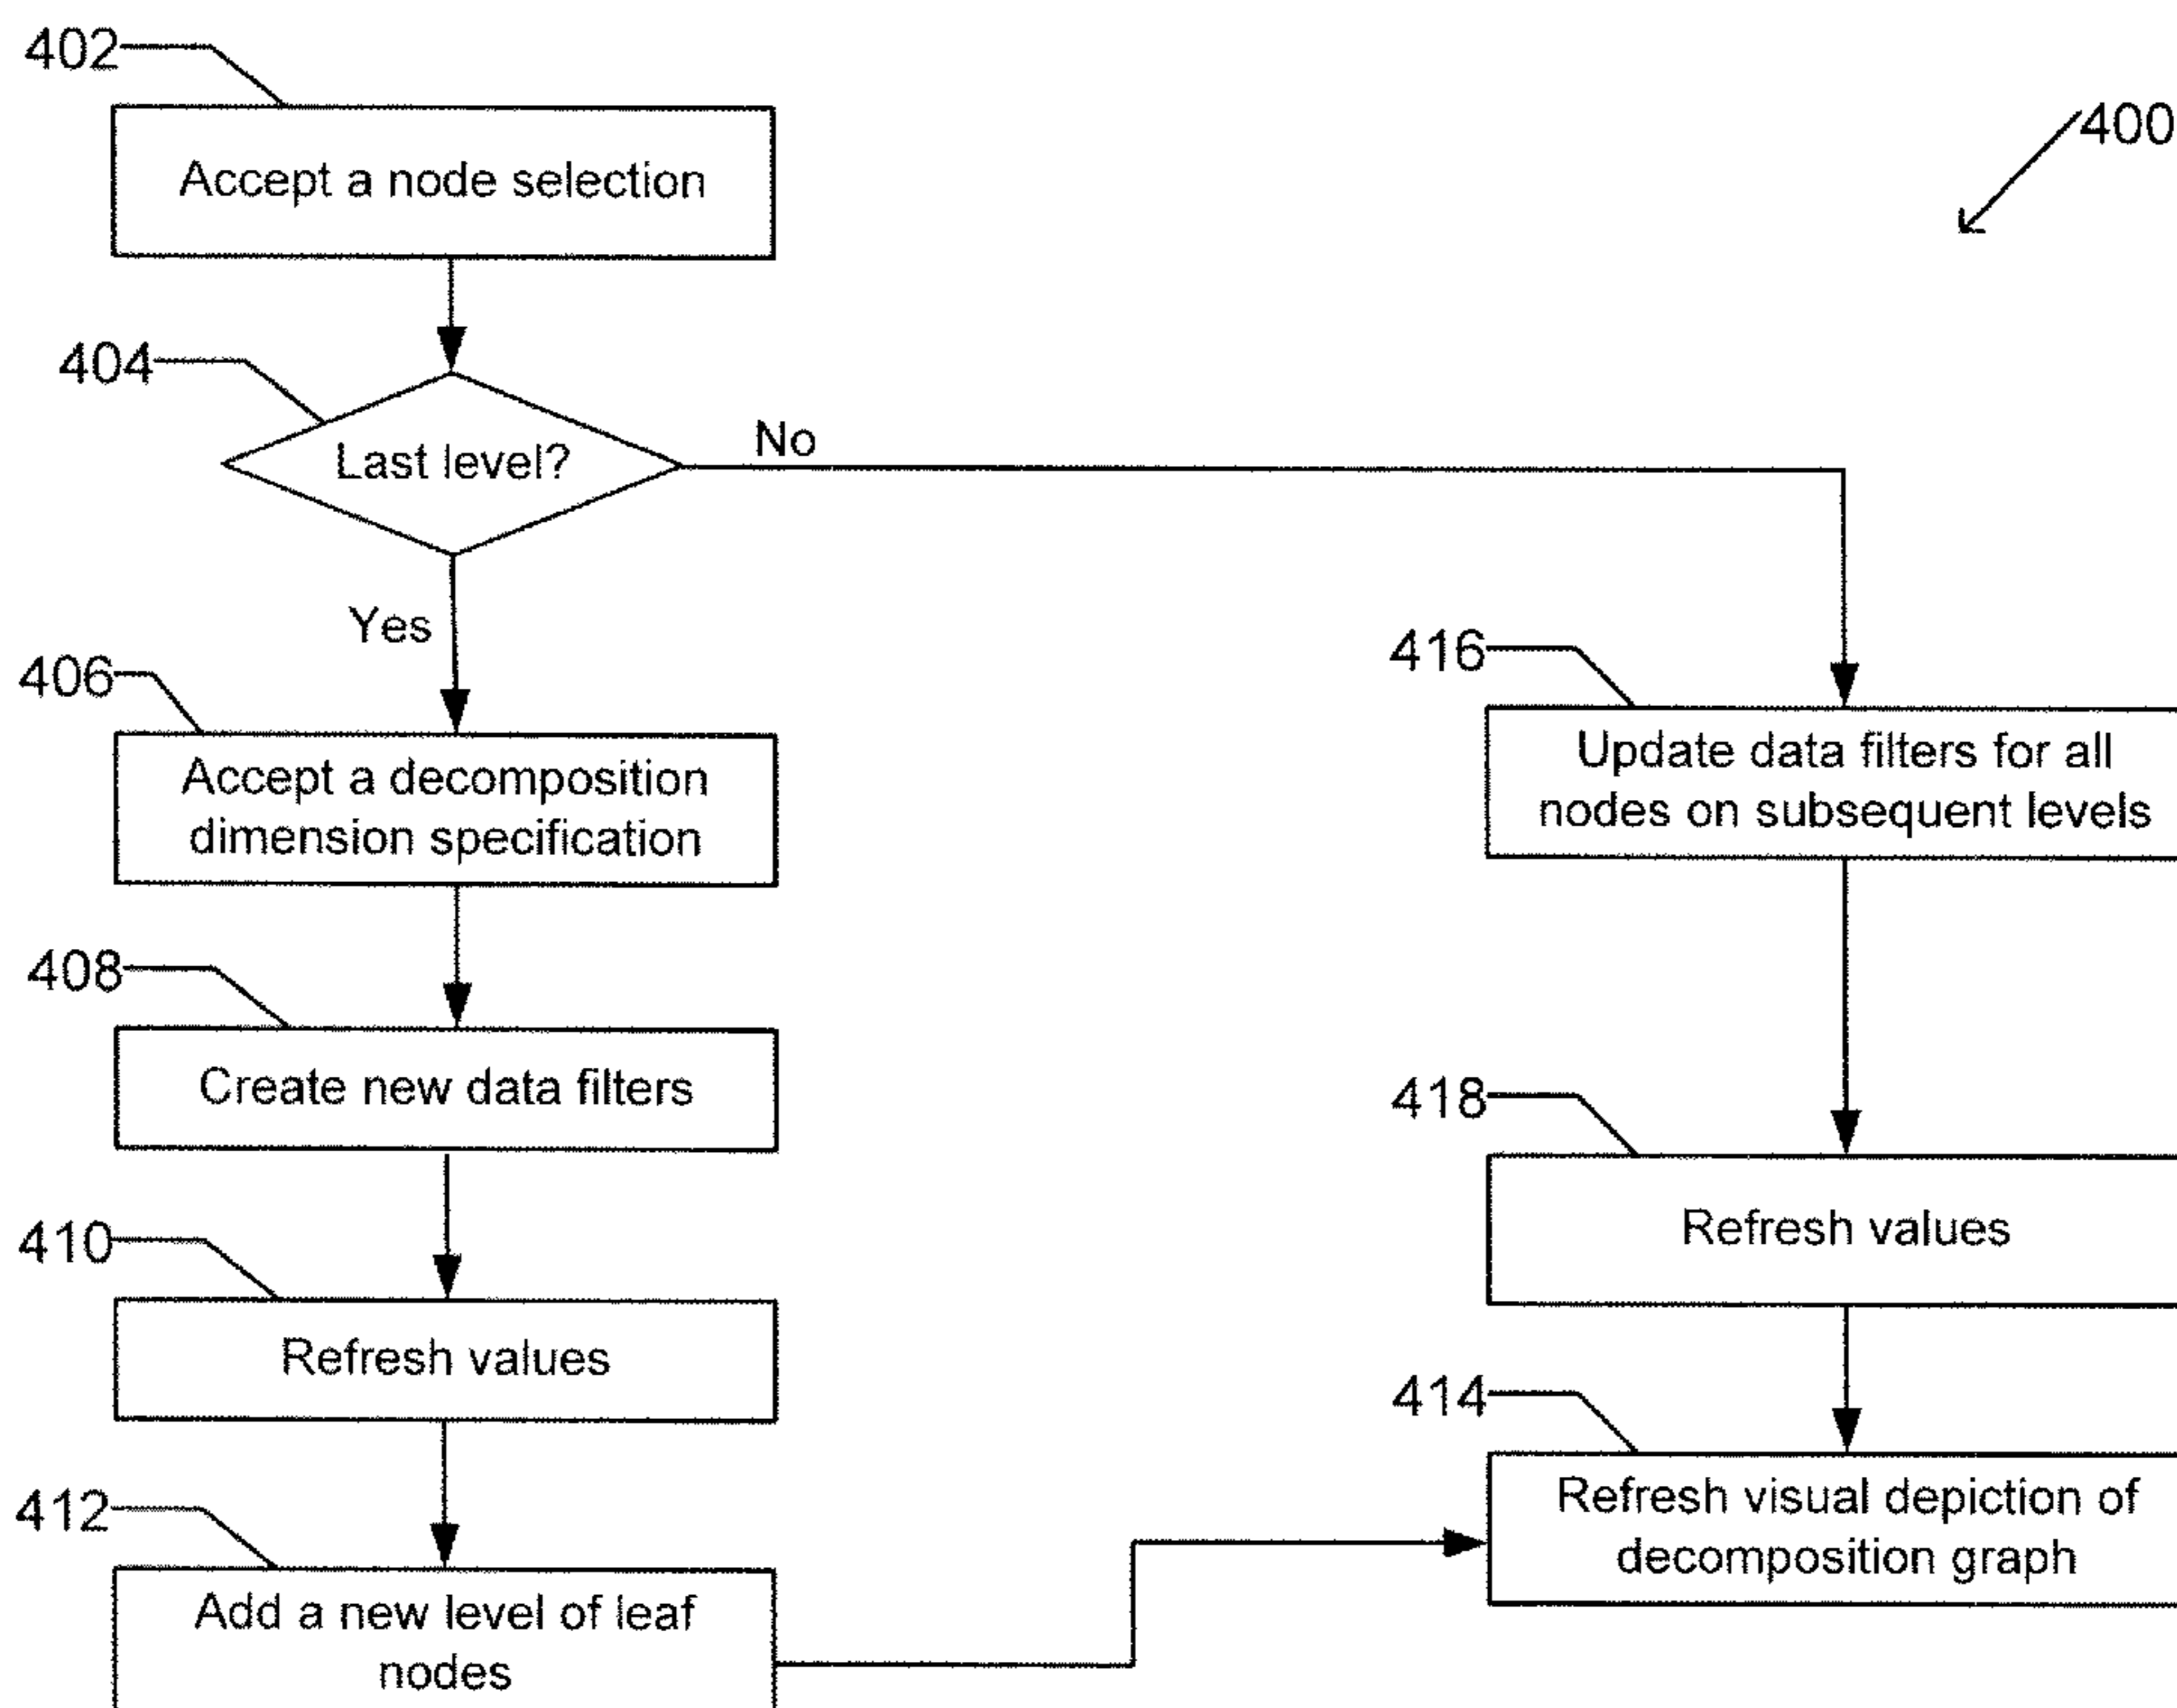 402
Accept a node selection
400
404
Last level?
No
Yes
406
Accept a decomposition
dimension specification
416
Update data filters for all
nodes on subsequent levels
408
Create new data filters
418
Refresh values
410
Refresh values
414
Refresh visual depiction of
decomposition graph
412
Add a new level of leaf
nodes